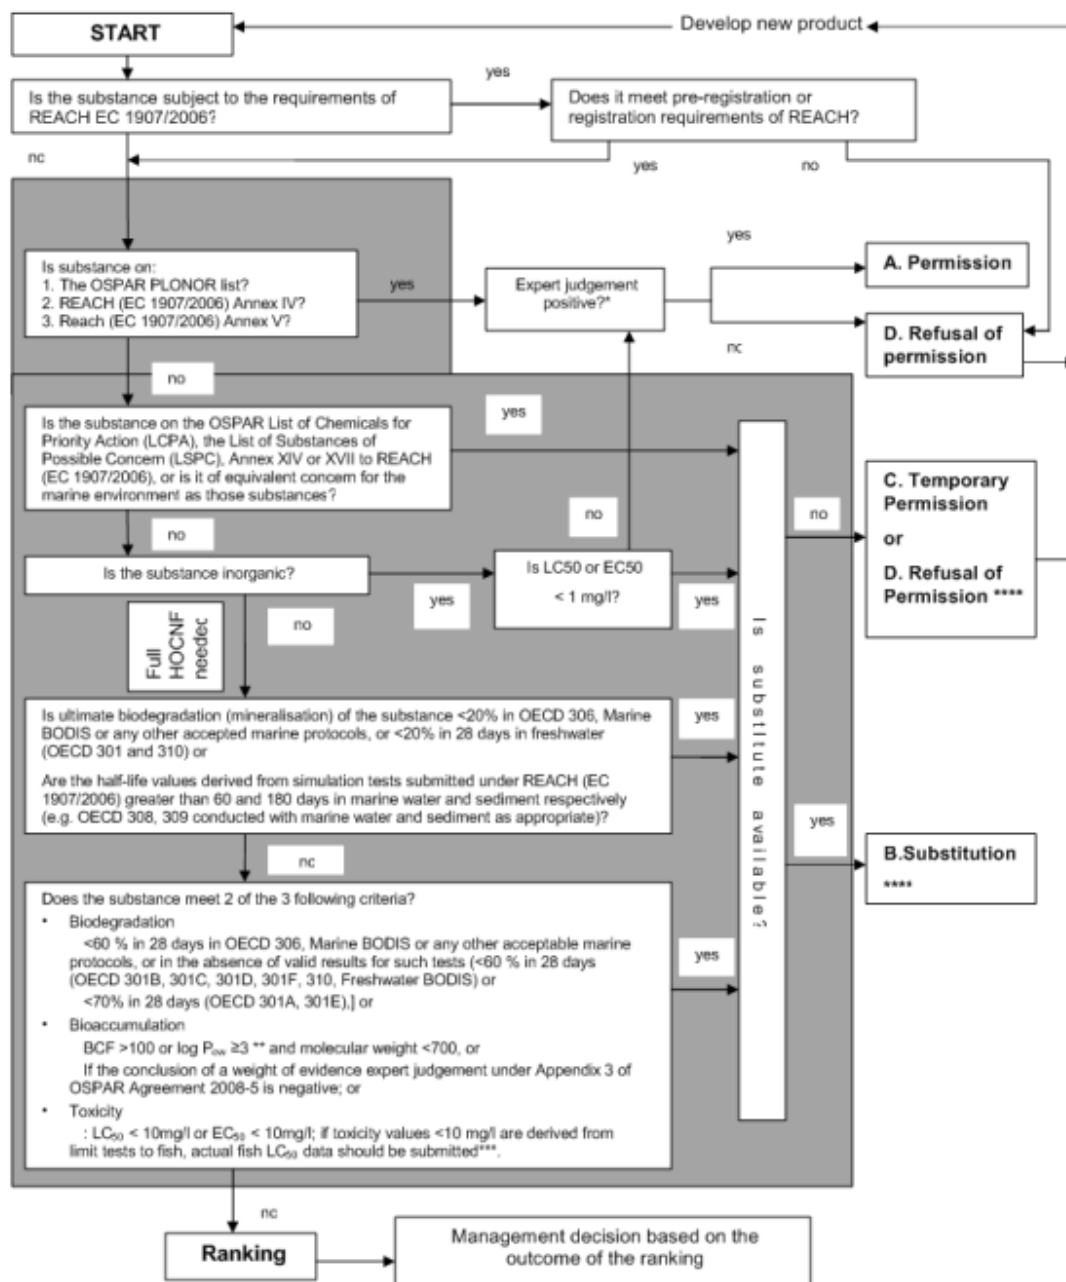 START
Develop new product
yes
Is the substance subject to the requirements of
REACH EC 1907/2006?
Does it meet pre-registration or
registration requirements of REACH?
nc
yes
no
Is substance on:
1. The OSPAR PLONOR list?
2. REACH (EC 1907/2006) Annex IV?
3. Reach (EC 1907/2006) Annex V?
yes
Expert judgement
positive?*
yes
nc
A. Permission
D. Refusal of
permission
no
Is the substance on the OSPAR List of Chemicals for
Priority Action (LCPA), the List of Substances of
Possible Concern (LSPC), Annex XIV or XVII to REACH
(EC 1907/2006), or is it of equivalent concern for the
marine environment as those substances?
yes
no
no
C. Temporary
Permission
or
D. Refusal of
Permission ****
no
Is the substance inorganic?
yes
Is LC50 or EC50
< 1 mg/l?
yes
no
Full
HOCNF
needec
Is substitute available?
Is ultimate biodegradation (mineralisation) of the substance <20% in OECD 306, Marine
BODIS or any other accepted marine protocols, or <20% in 28 days in freshwater
(OECD 301 and 310) or
Are the half-life values derived from simulation tests submitted under REACH (EC
1907/2006) greater than 60 and 180 days in marine water and sediment respectively
(e.g. OECD 308, 309 conducted with marine water and sediment as appropriate)?
yes
yes
B.Substitution
****
nc
Does the substance meet 2 of the 3 following criteria?
• Biodegradation
<60 % in 28 days in OECD 306, Marine BODIS or any other acceptable marine
protocols, or in the absence of valid results for such tests (<60 % in 28 days
(OECD 301B, 301C, 301D, 301F, 310, Freshwater BODIS) or
<70% in 28 days (OECD 301A, 301E),] or
• Bioaccumulation
BCF >100 or log Pow ≥3 ** and molecular weight <700, or
If the conclusion of a weight of evidence expert judgement under Appendix 3 of
OSPAR Agreement 2008-5 is negative; or
• Toxicity
: LC50 < 10mg/l or EC50 < 10mg/l; if toxicity values <10 mg/l are derived from
limit tests to fish, actual fish LC50 data should be submitted***.
yes
nc
Ranking
Management decision based on the
outcome of the ranking